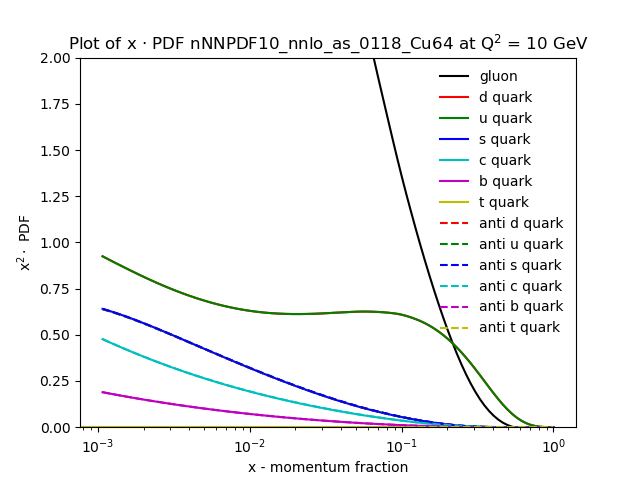 Plot of x · PDF nNNPDF10_nnlo_as_0118_Cu64 at Q² = 10 GeV
2.00
1.75
1.50
1.25
1.00
0.75
0.50
0.25
0.00
x² · PDF
gluon
d quark
u quark
s quark
c quark
b quark
t quark
anti d quark
anti u quark
anti s quark
anti c quark
anti b quark
anti t quark
10⁻³ 10⁻² 10⁻¹ 10⁰
x - momentum fraction